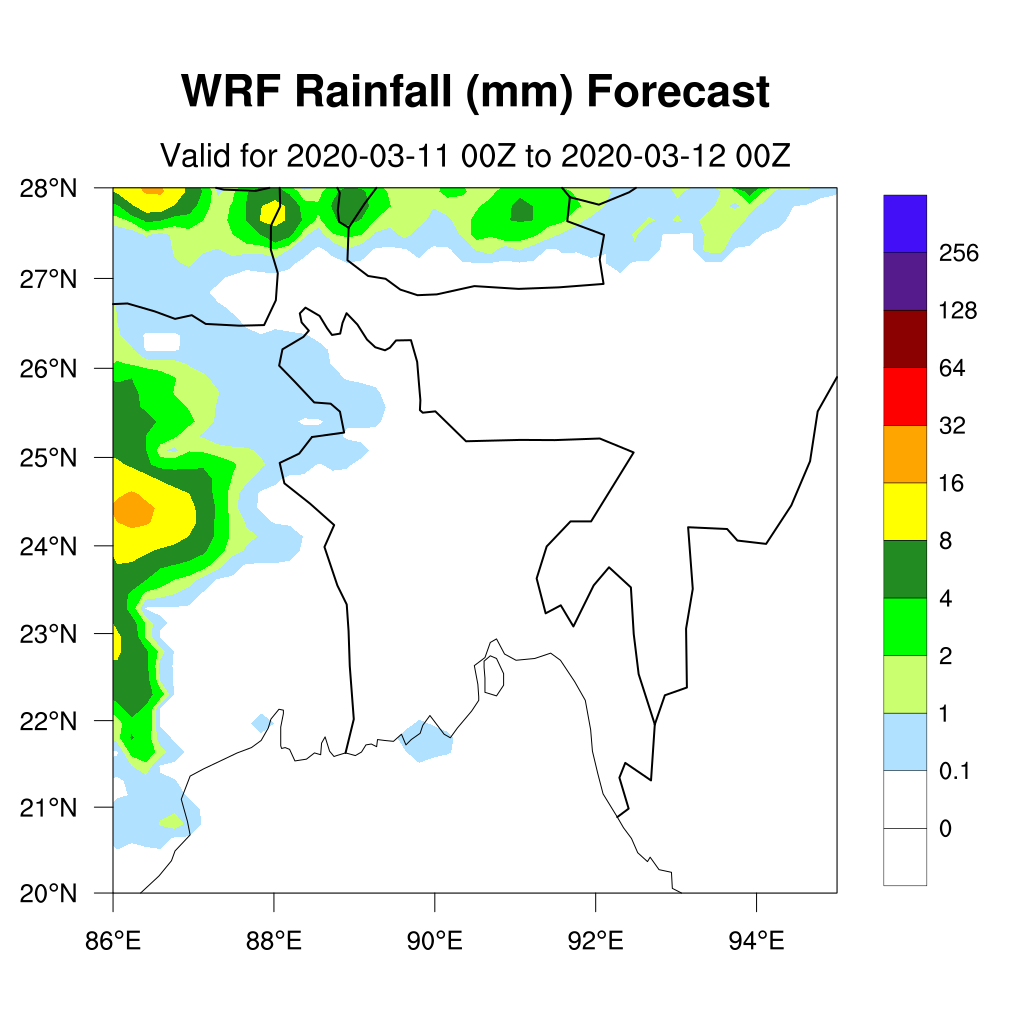 WRF Rainfall (mm) Forecast
Valid for 2020-03-11 00Z to 2020-03-12 00Z
28°N
27°N
26°N
25°N
24°N
23°N
22°N
21°N
20°N
86°E 88°E 90°E 92°E 94°E
256
128
64
32
16
8
4
2
1
0.1
0